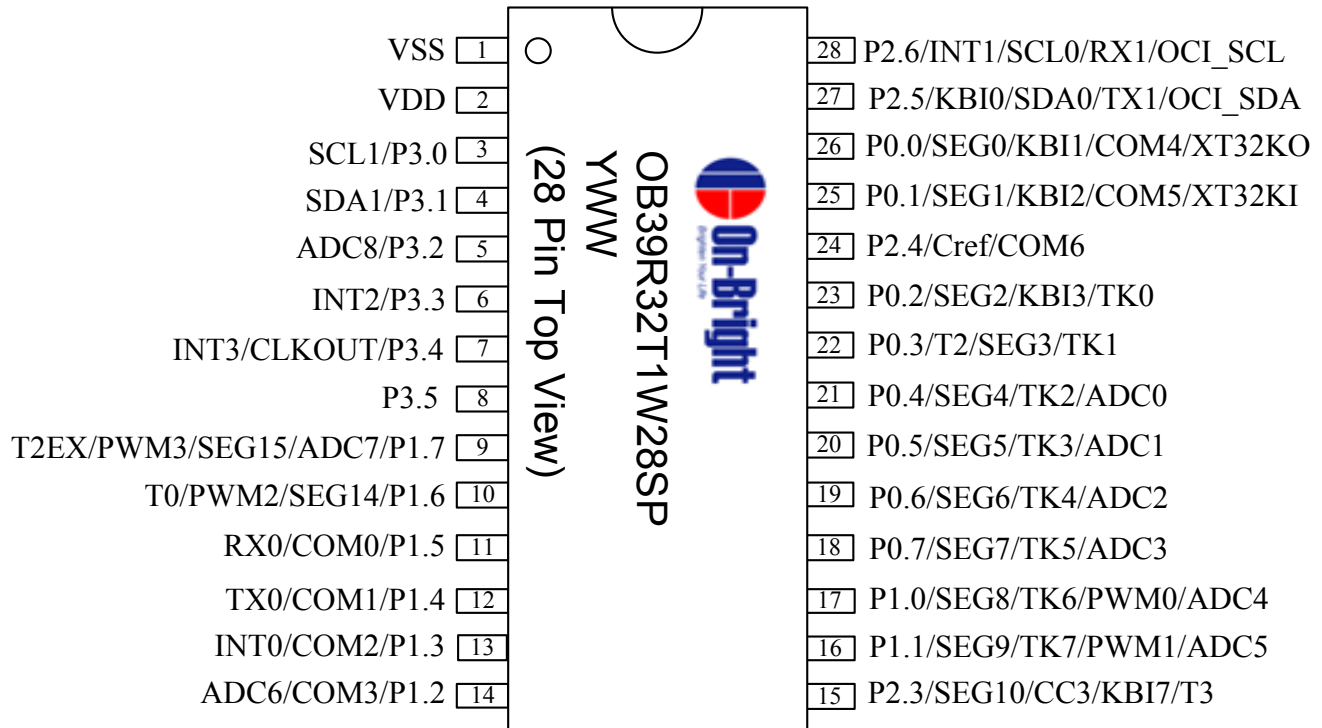 VSS 1
VDD 2
SCL1/P3.0 3
SDA1/P3.1 4
ADC8/P3.2 5
INT2/P3.3 6
INT3/CLKOUT/P3.4 7
P3.5 8
T2EX/PWM3/SEG15/ADC7/P1.7 9
T0/PWM2/SEG14/P1.6 10
RX0/COM0/P1.5 11
TX0/COM1/P1.4 12
INT0/COM2/P1.3 13
ADC6/COM3/P1.2 14
On-Bright
Brighten Your Life
OB39R32T1W28SP
YWW
(28 Pin Top View)
28 P2.6/INT1/SCL0/RX1/OCI_SCL
27 P2.5/KBI0/SDA0/TX1/OCI_SDA
26 P0.0/SEG0/KBI1/COM4/XT32KO
25 P0.1/SEG1/KBI2/COM5/XT32KI
24 P2.4/Cref/COM6
23 P0.2/SEG2/KBI3/TK0
22 P0.3/T2/SEG3/TK1
21 P0.4/SEG4/TK2/ADC0
20 P0.5/SEG5/TK3/ADC1
19 P0.6/SEG6/TK4/ADC2
18 P0.7/SEG7/TK5/ADC3
17 P1.0/SEG8/TK6/PWM0/ADC4
16 P1.1/SEG9/TK7/PWM1/ADC5
15 P2.3/SEG10/CC3/KBI7/T3